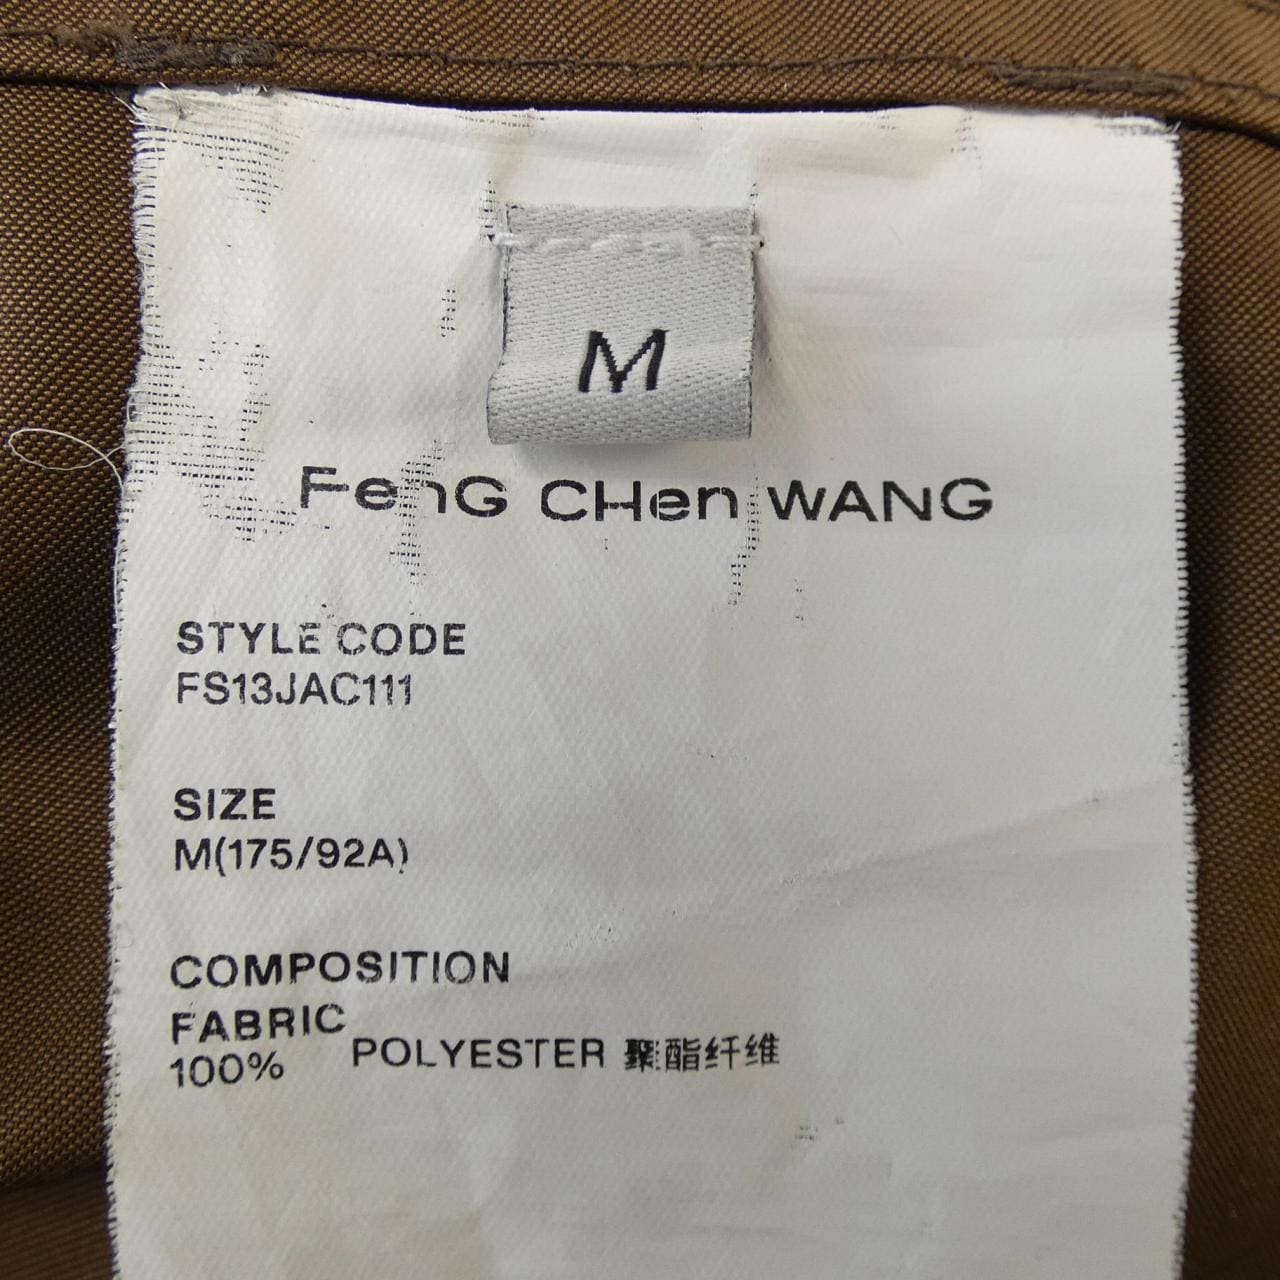 M
FenG CHen WANG
STYLE CODE
FS13JAC111
SIZE
M(175/92A)
COMPOSITION
FABRIC
100% POLYESTER 聚酯纤维